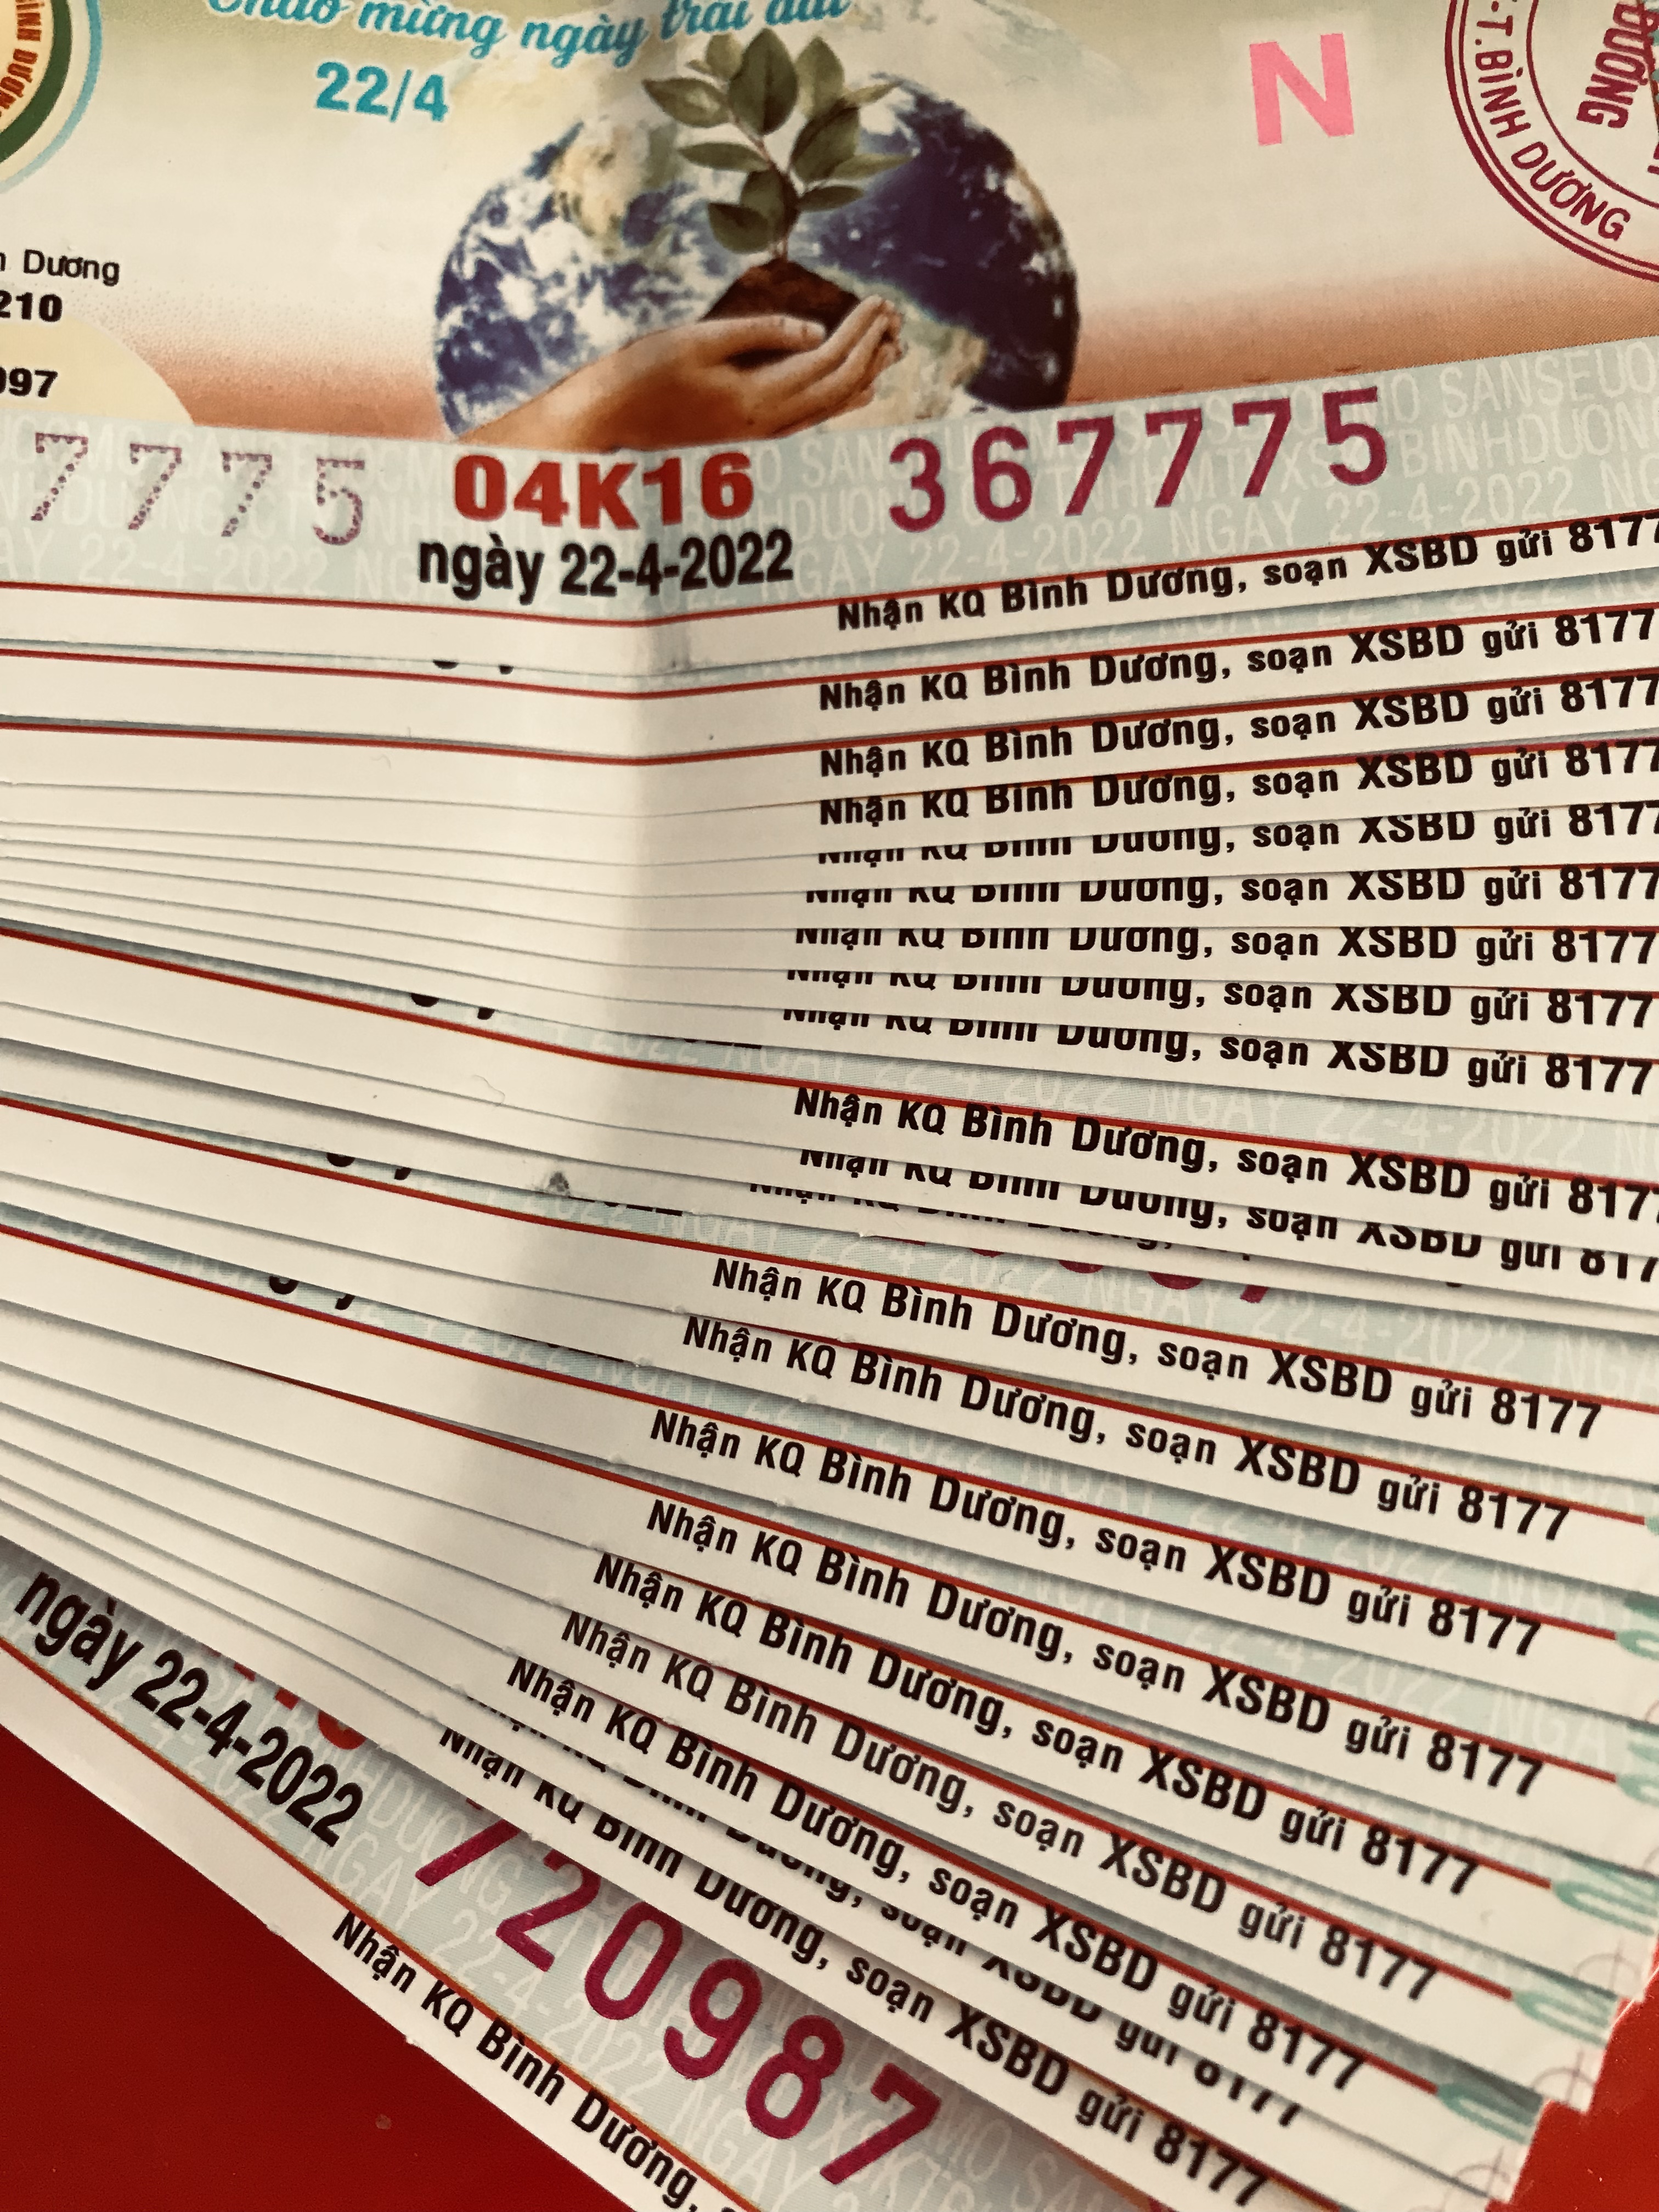 Chào mừng ngày trái đất
22/4
N
T.BÌNH DƯƠNG
DƯƠNG
Dương
210
097
7775
04K16
367775
ngày 22-4-2022
Nhận KQ Bình Dương, soạn XSBD gửi 8177
Nhận KQ Bình Dương, soạn XSBD gửi 8177
Nhận KQ Bình Dương, soạn XSBD gửi 8177
Nhận KQ Bình Dương, soạn XSBD gửi 8177
Nhận KQ Bình Dương, soạn XSBD gửi 8177
Nhận KQ Bình Dương, soạn XSBD gửi 8177
Nhận KQ Bình Dương, soạn XSBD gửi 8177
Nhận KQ Bình Dương, soạn XSBD gửi 8177
Nhận KQ Bình Dương, soạn XSBD gửi 8177
Nhận KQ Bình Dương, soạn XSBD gửi 8177
Nhận KQ Bình Dương, soạn XSBD gửi 817
Nhận KQ Bình Dương, soạn XSBD gửi 8177
Nhận KQ Bình Dương, soạn XSBD gửi 8177
Nhận KQ Bình Dương, soạn XSBD gửi 8177
Nhận KQ Bình Dương, soạn XSBD gửi 8177
Nhận KQ Bình Dương, soạn XSBD gửi 8177
Nhận KQ Bình Dương, soạn XSBD gửi 8177
Nhận KQ Bình Dương, soạn XSBD gửi 8177
Nhận KQ Bình Dương, soạn XSBD gửi 8177
Nhận KQ Bình Dương, soạn XSBD gửi 8177
ngày 22-4-2022
720987
Nhận KQ Bình Dương,